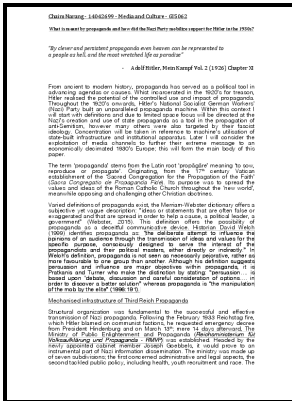 Chris Narang - 14042699 - Media and Culture - 6I5062
What is meant by propaganda and how did the Nazi Party mobilize support for Hitler in the 1930s?
"By clever and persistent propaganda even heaven can be represented to
a people as hell, and the most wretched life as paradise"
- Adolf Hitler, Mein Kampf Vol. 2 (1926) Chapter XI
From ancient to modern history, propaganda has served as a political tool in
advancing agendas or causes. Whilst incarcerated in the 1920's for treason,
Hitler realised the potential of the controlled use and impact of propaganda.
Throughout the 1920's onwards, Hitler's National Socialist German Workers'
(Nazi) Party built an unparalleled propaganda machine. Within this context I
will start with definitions and due to limited space focus will be directed at the
Nazi's creation and use of state propaganda as a tool in the propagation of
anti-Semitism, however many others were also targeted by their fascist
ideology. Concentration will be taken in reference to machine's utilisation of
state-built infrastructure and institutional apparatus. Later I will consider the
exploitation of media channels to further their extreme message to an
economically decimated 1930's Europe; this will form the main body of this
paper.
The term 'propaganda' stems from the Latin root 'propāgāre' meaning 'to sow,
reproduce or propagate'. Originating from the 17th century Vatican
establishment of the 'Sacred Congregation for the Propagation of the Faith'
(Sacra Congregatio de Propaganda Fide). Its purpose was to spread the
values and ideas of the Roman Catholic Church throughout the 'new world',
meanwhile opposing and challenging other Christian doctrines.
Varied definitions of propaganda exist, the Merriam-Webster dictionary offers a
subjective yet vague description: "ideas or statements that are often false or
exaggerated and that are spread in order to help a cause, a political leader, a
government" (Webster, 2015). This definition offers the possibility of
propaganda as a deceitful communicative device. Historian David Welch
(1999) identifies propaganda as: "the deliberate attempt to influence the
opinions of an audience through the transmission of ideas and values for the
specific purpose, consciously designed to serve the interest of the
propagandists and their political masters, either directly or indirectly." In
Welch's definition, propaganda is not seen as necessarily pejorative, rather as
more favourable to one group than another. Although his definition suggested
persuasion and influence are major objectives within propaganda, it is
Pratkanis and Turner who make the distinction by stating: "persuasion ... is
based upon "debate, discussion and careful consideration of options" in
order to discover a better solution" whereas propaganda is "the manipulation
of the mob by the elite" (1996:191).
Mechanised infrastructure of Third Reich Propaganda
Structural organization was fundamental to the successful and effective
transmission of Nazi propaganda. Following the February 1933 Reichstag fire,
which Hitler blamed on communist factions, he requested emergency decree
from President Hindenburg and on March 13th, mere 14 days afterward, The
Ministry of Public Enlightenment and Propaganda (Reichsministerium für
Volksaufklärung und Propaganda - RMVP) was established. Headed by the
newly appointed cabinet member Joseph Goebbels, it would prove to an
instrumental part of Nazi information dissemination. The ministry was made up
of seven subdivisions; the first concerned administrative and legal aspects, the
second tackled public policy, including health, youth recruitment and race. The